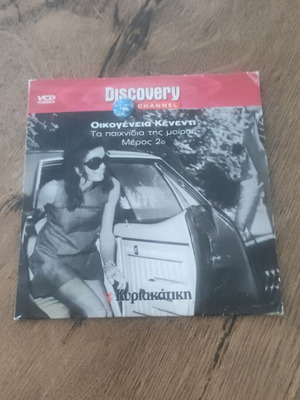 VCD
Discovery
CHANNEL
Οικογένεια Κένεντι
Τα παιχνίδια της μοίρας
Μέρος 2ο
Κυριακάτικη